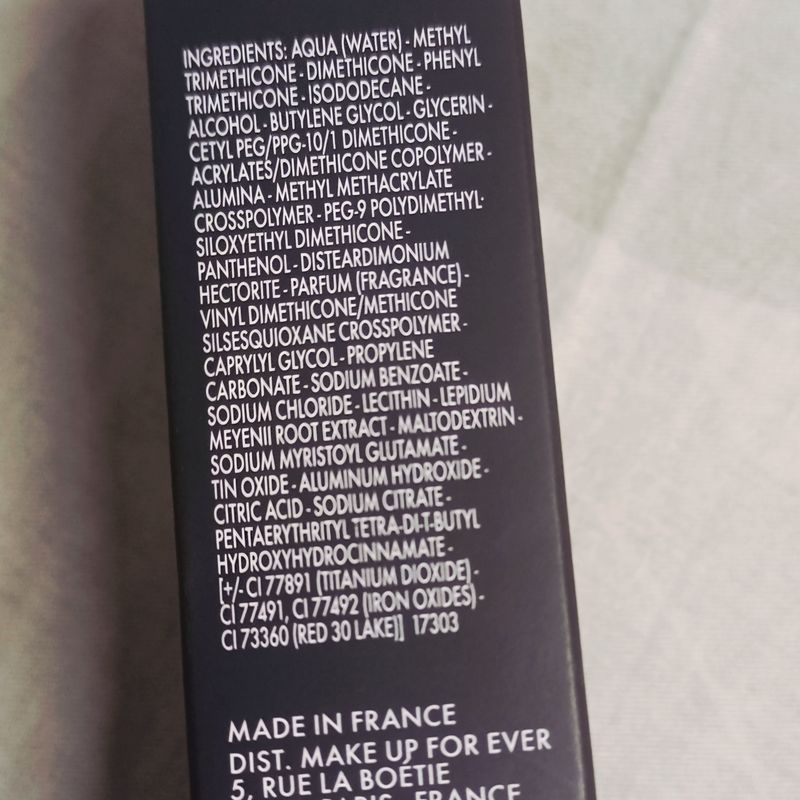 INGREDIENTS: AQUA (WATER) - METHYL
TRIMETHICONE - DIMETHICONE - PHENYL
TRIMETHICONE - ISODODECANE -
ALCOHOL - BUTYLENE GLYCOL - GLYCERIN -
CETYL PEG/PPG-10/1 DIMETHICONE -
ACRYLATES/DIMETHICONE COPOLYMER -
ALUMINA - METHYL METHACRYLATE
CROSSPOLYMER - PEG-9 POLYDIMETHYL-
SILOXYETHYL DIMETHICONE -
PANTHENOL - DISTEARDIMONIUM
HECTORITE - PARFUM (FRAGRANCE) -
VINYL DIMETHICONE/METHICONE
SILSESQUIOXANE CROSSPOLYMER -
CAPRYLYL GLYCOL - PROPYLENE
CARBONATE - SODIUM BENZOATE -
SODIUM CHLORIDE - LECITHIN - LEPIDIUM
MEYENII ROOT EXTRACT - MALTODEXTRIN -
SODIUM MYRISTOYL GLUTAMATE -
TIN OXIDE - ALUMINUM HYDROXIDE -
CITRIC ACID - SODIUM CITRATE -
PENTAERYTHRITYL TETRA-DI-T-BUTYL
HYDROXYHYDROCINNAMATE -
[+/- CI 77891 (TITANIUM DIOXIDE) -
CI 77491, CI 77492 (IRON OXIDES) -
CI 73360 (RED 30 LAKE)] 17303
MADE IN FRANCE
DIST. MAKE UP FOR EVER
5, RUE LA BOÉTIE
PARIS - FRANCE